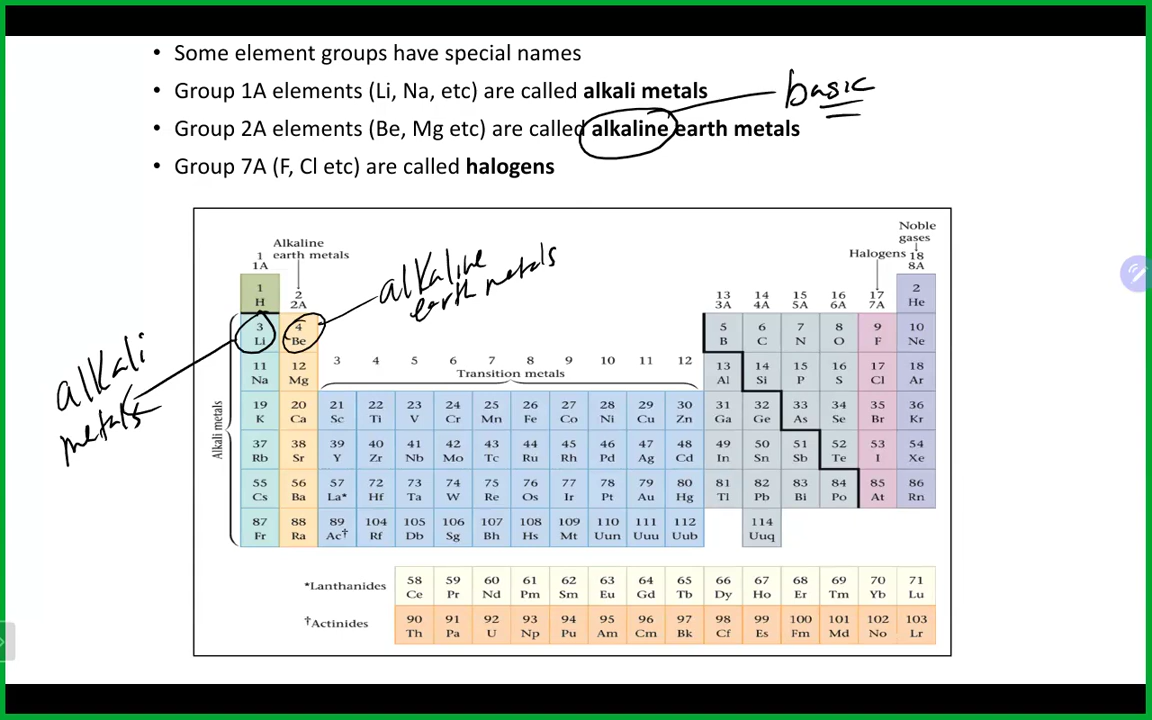 • Some element groups have special names
• Group 1A elements (Li, Na, etc) are called alkali metals
basic
• Group 2A elements (Be, Mg etc) are called alkaline earth metals
• Group 7A (F, Cl etc) are called halogens
Noble
gases
Alkaline
earth metals
alkaline
earth metals
Halogens
1 18
1A 8A
1 2 13 14 15 16 17 2
H 2A 3A 4A 5A 6A 7A He
3 4 5 6 7 8 9 10
Li Be B C N O F Ne
alkali
metals
11 12 3 4 5 6 7 8 9 10 11 12 13 14 15 16 17 18
Na Mg Transition metals Al Si P S Cl Ar
Alkali metals
19 20 21 22 23 24 25 26 27 28 29 30 31 32 33 34 35 36
K Ca Sc Ti V Cr Mn Fe Co Ni Cu Zn Ga Ge As Se Br Kr
37 38 39 40 41 42 43 44 45 46 47 48 49 50 51 52 53 54
Rb Sr Y Zr Nb Mo Tc Ru Rh Pd Ag Cd In Sn Sb Te I Xe
55 56 57 72 73 74 75 76 77 78 79 80 81 82 83 84 85 86
Cs Ba La* Hf Ta W Re Os Ir Pt Au Hg Tl Pb Bi Po At Rn
87 88 89 104 105 106 107 108 109 110 111 112 114
Fr Ra Ac† Rf Db Sg Bh Hs Mt Uun Uuu Uub Uuq
*Lanthanides
58 59 60 61 62 63 64 65 66 67 68 69 70 71
Ce Pr Nd Pm Sm Eu Gd Tb Dy Ho Er Tm Yb Lu
†Actinides
90 91 92 93 94 95 96 97 98 99 100 101 102 103
Th Pa U Np Pu Am Cm Bk Cf Es Fm Md No Lr